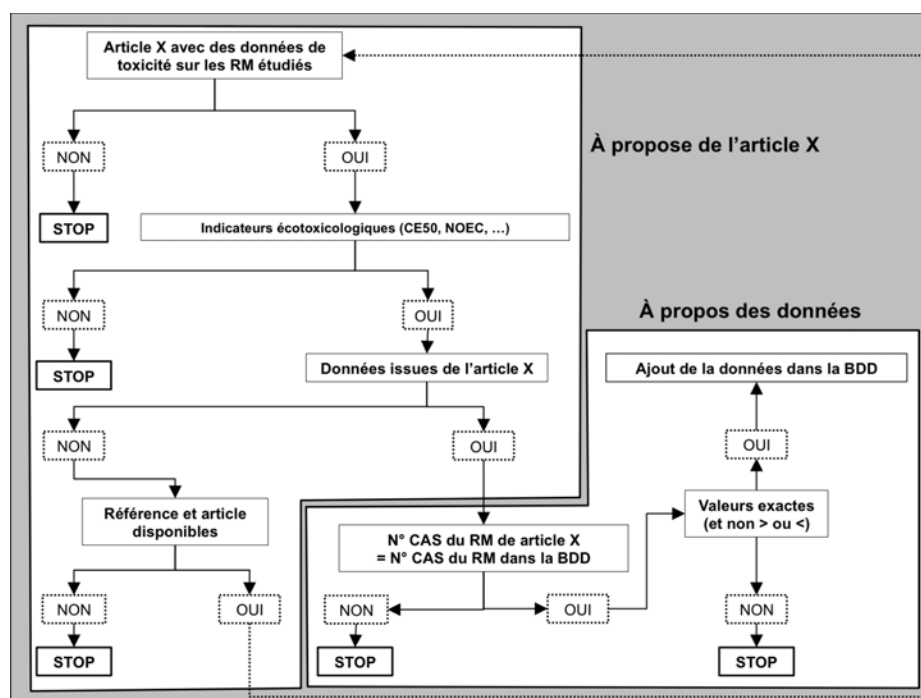 Article X avec des données de
toxicité sur les RM étudiés
À propose de l'article X
NON
OUI
STOP
Indicateurs écotoxicologiques (CE50, NOEC, …)
NON
OUI
À propos des données
STOP
Données issues de l'article X
Ajout de la données dans la BDD
NON
OUI
OUI
Référence et article
disponibles
Valeurs exactes
(et non > ou <)
N° CAS du RM de article X
= N° CAS du RM dans la BDD
NON
OUI
NON
OUI
NON
STOP
STOP
STOP